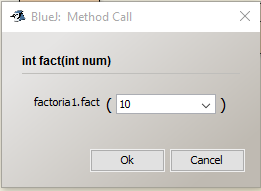 BlueJ: Method Call
int fact(int num)
factoria1.fact ( 10 )
Ok Cancel